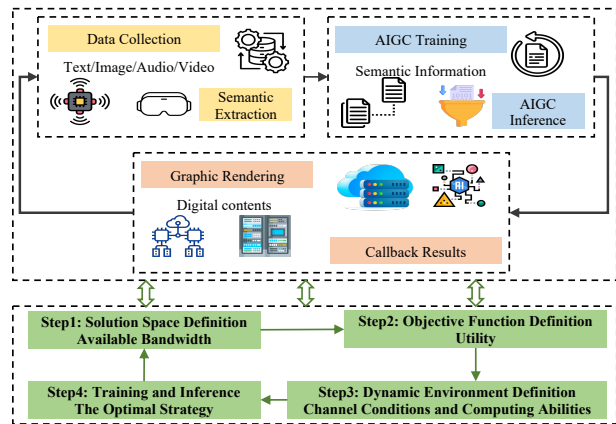 Data Collection
Text/Image/Audio/Video
Semantic
Extraction
AIGC Training
Semantic Information
AIGC
Inference
Graphic Rendering
Digital contents
AI
Callback Results
Step1: Solution Space Definition
Available Bandwidth
Step2: Objective Function Definition
Utility
Step4: Training and Inference
The Optimal Strategy
Step3: Dynamic Environment Definition
Channel Conditions and Computing Abilities